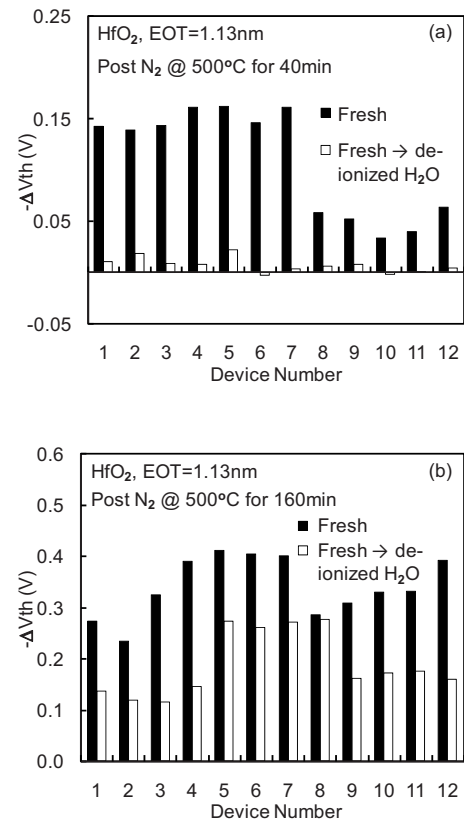 0.25
HfO₂, EOT=1.13nm
(a)
Post N₂ @ 500°C for 40min
0.15
Fresh
Fresh → de-
ionized H₂O
-ΔVth (V)
0.05
-0.05
1 2 3 4 5 6 7 8 9 10 11 12
Device Number
0.6
HfO₂, EOT=1.13nm
(b)
Post N₂ @ 500°C for 160min
0.5
Fresh
Fresh → de-
ionized H₂O
0.4
-ΔVth (V)
0.3
0.2
0.1
0.0
1 2 3 4 5 6 7 8 9 10 11 12
Device Number